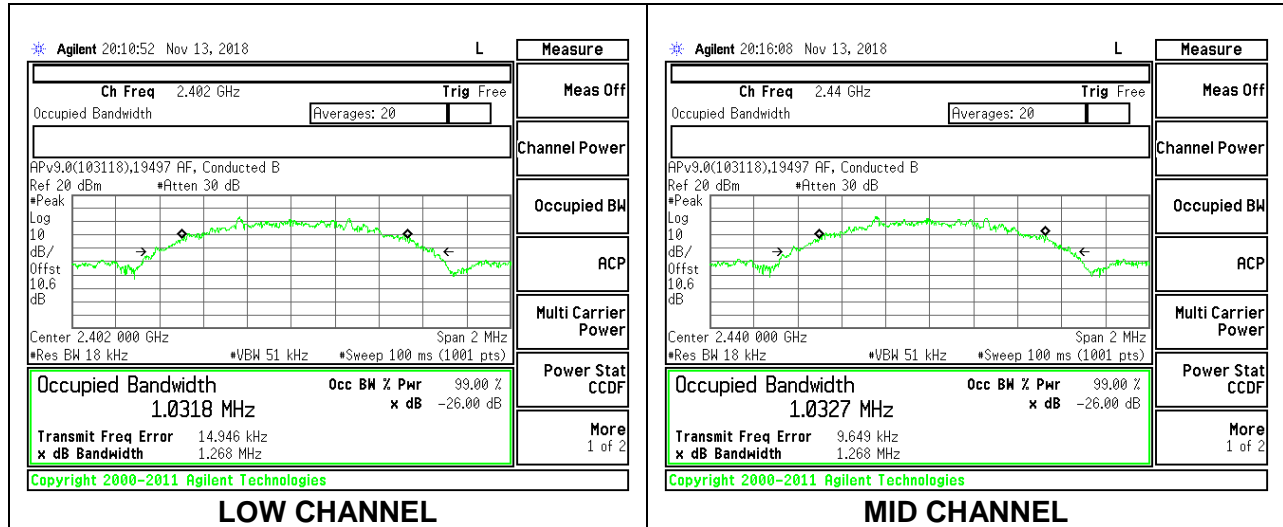 Agilent 20:10:52 Nov 13, 2018 L
Measure
Ch Freq 2.402 GHz Trig Free
Occupied Bandwidth Averages: 20
APv9.0(103118),19497 AF, Conducted B
Ref 20 dBm #Atten 30 dB
#Peak
Log
10
dB/
Offst
10.6
dB
Center 2.402 000 GHz Span 2 MHz
#Res BW 18 kHz #VBW 51 kHz #Sweep 100 ms (1001 pts)
Occupied Bandwidth Occ BW % Pwr 99.00 %
1.0318 MHz x dB -26.00 dB
Transmit Freq Error 14.946 kHz
x dB Bandwidth 1.268 MHz
Meas Off
Channel Power
Occupied BW
ACP
Multi Carrier
Power
Power Stat
CCDF
More
1 of 2
Copyright 2000-2011 Agilent Technologies
LOW CHANNEL
Agilent 20:16:08 Nov 13, 2018 L
Measure
Ch Freq 2.44 GHz Trig Free
Occupied Bandwidth Averages: 20
APv9.0(103118),19497 AF, Conducted B
Ref 20 dBm #Atten 30 dB
#Peak
Log
10
dB/
Offst
10.6
dB
Center 2.440 000 GHz Span 2 MHz
#Res BW 18 kHz #VBW 51 kHz #Sweep 100 ms (1001 pts)
Occupied Bandwidth Occ BW % Pwr 99.00 %
1.0327 MHz x dB -26.00 dB
Transmit Freq Error 9.649 kHz
x dB Bandwidth 1.268 MHz
Meas Off
Channel Power
Occupied BW
ACP
Multi Carrier
Power
Power Stat
CCDF
More
1 of 2
Copyright 2000-2011 Agilent Technologies
MID CHANNEL